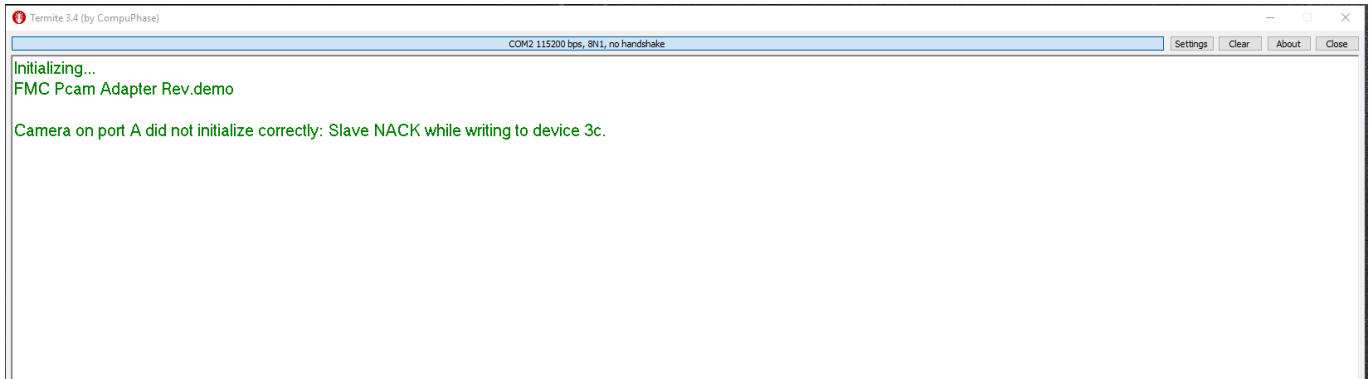 Termite 3.4 (by CompuPhase)
COM2 115200 bps, 8N1, no handshake
Settings
Clear
About
Close
Initializing...
FMC Pcam Adapter Rev.demo
Camera on port A did not initialize correctly: Slave NACK while writing to device 3c.